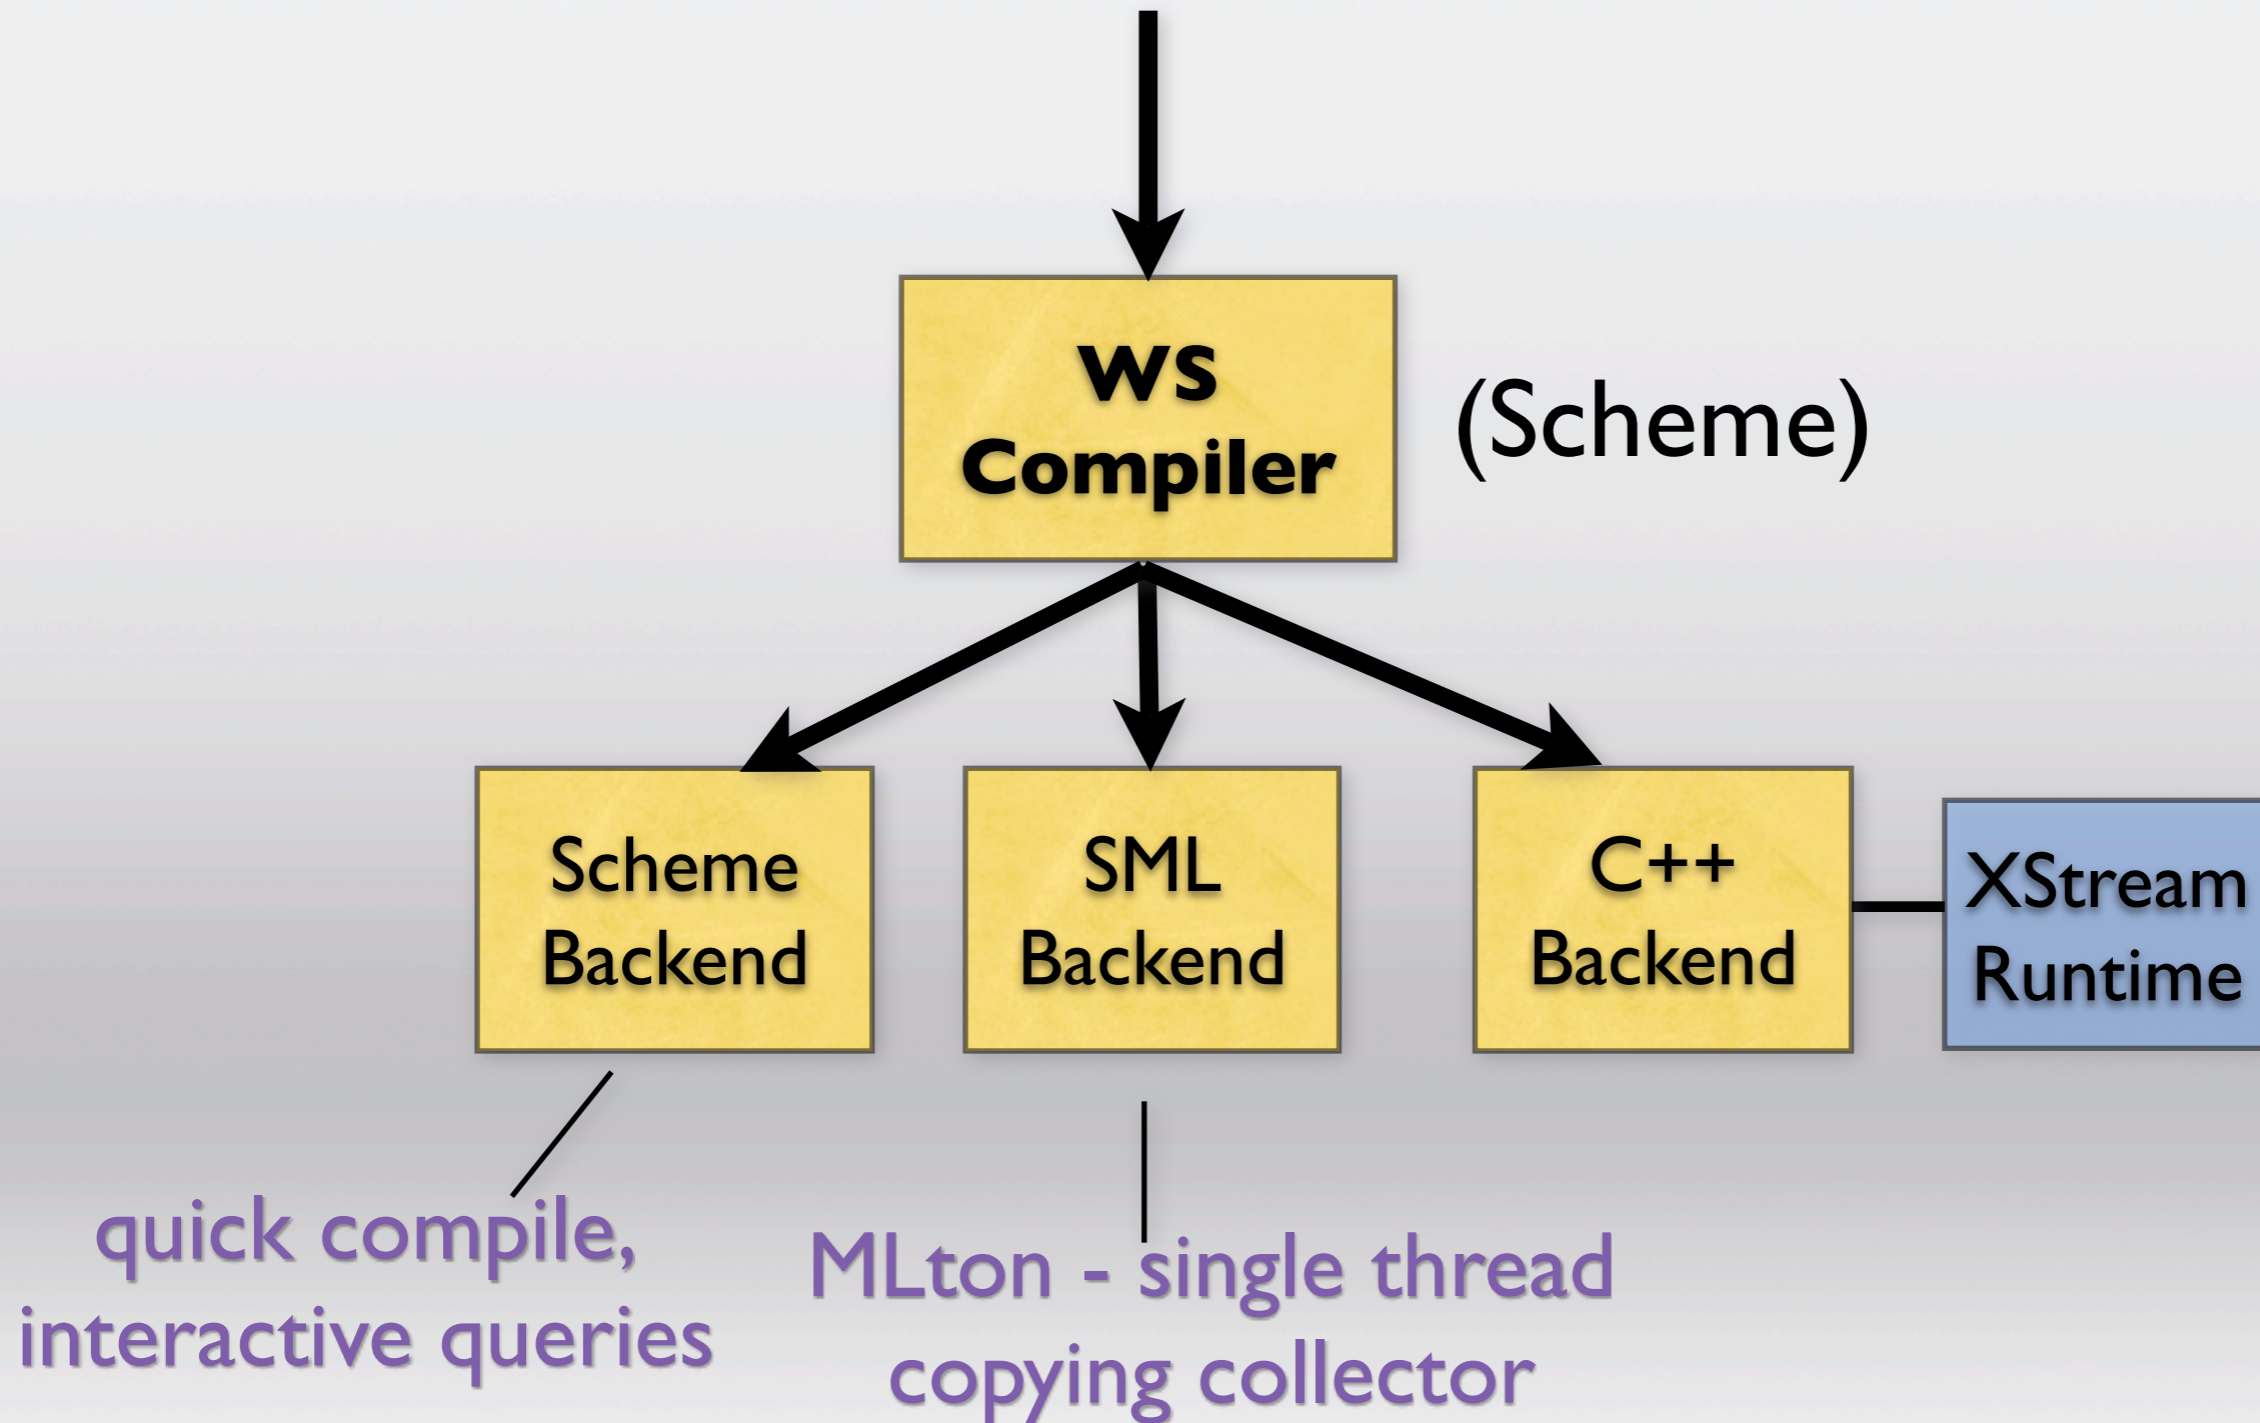 WS
Compiler
(Scheme)
Scheme
Backend
SML
Backend
C++
Backend
XStream
Runtime
quick compile,
interactive queries
MLton - single thread
copying collector